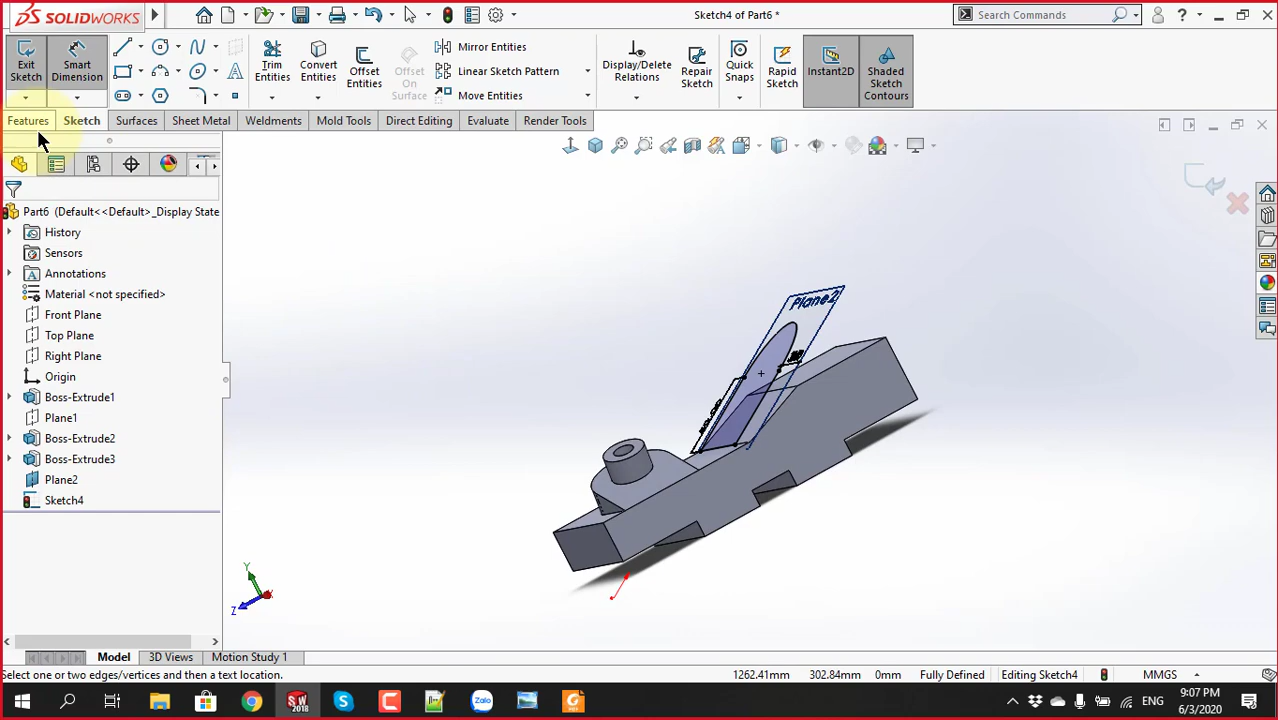 SOLIDWORKS
Sketch4 of Part6 *
Search Commands
Exit Sketch
Smart Dimension
Trim Entities
Convert Entities
Offset Entities
Offset On Surface
Mirror Entities
Linear Sketch Pattern
Move Entities
Display/Delete Relations
Repair Sketch
Quick Snaps
Rapid Sketch
Instant2D
Shaded Sketch Contours
Features Sketch Surfaces Sheet Metal Weldments Mold Tools Direct Editing Evaluate Render Tools
Part6 (Default<<Default>_Display State
History
Sensors
Annotations
Material <not specified>
Front Plane
Top Plane
Right Plane
Origin
Boss-Extrude1
Plane1
Boss-Extrude2
Boss-Extrude3
Plane2
Sketch4
Plane2
Y
Z
Model 3D Views Motion Study 1
Select one or two edges/vertices and then a text location.
1262.41mm 302.84mm 0mm Fully Defined Editing Sketch4 MMGS
SW 2018
Zalo
ENG
9:07 PM
6/3/2020